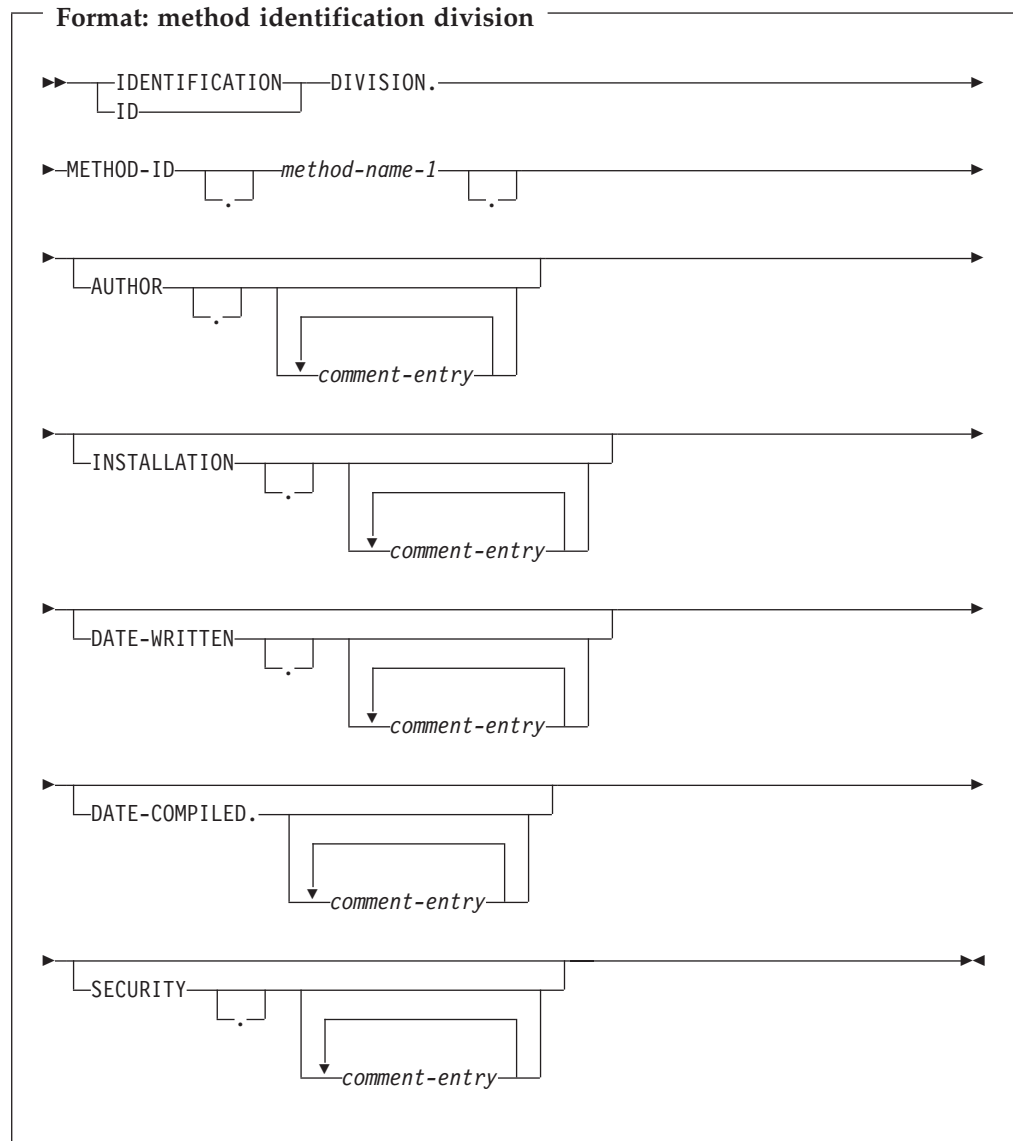 Format: method identification division
IDENTIFICATION DIVISION.
ID
METHOD-ID . method-name-1 .
AUTHOR .
comment-entry
INSTALLATION .
comment-entry
DATE-WRITTEN .
comment-entry
DATE-COMPILED.
comment-entry
SECURITY .
comment-entry